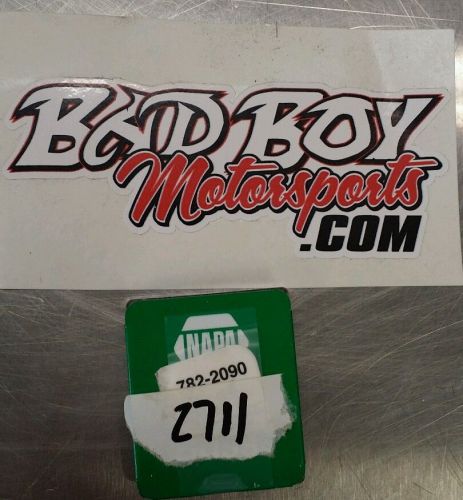 BAD BOY
Motorsports
.COM
NAPA
782-2090
2711